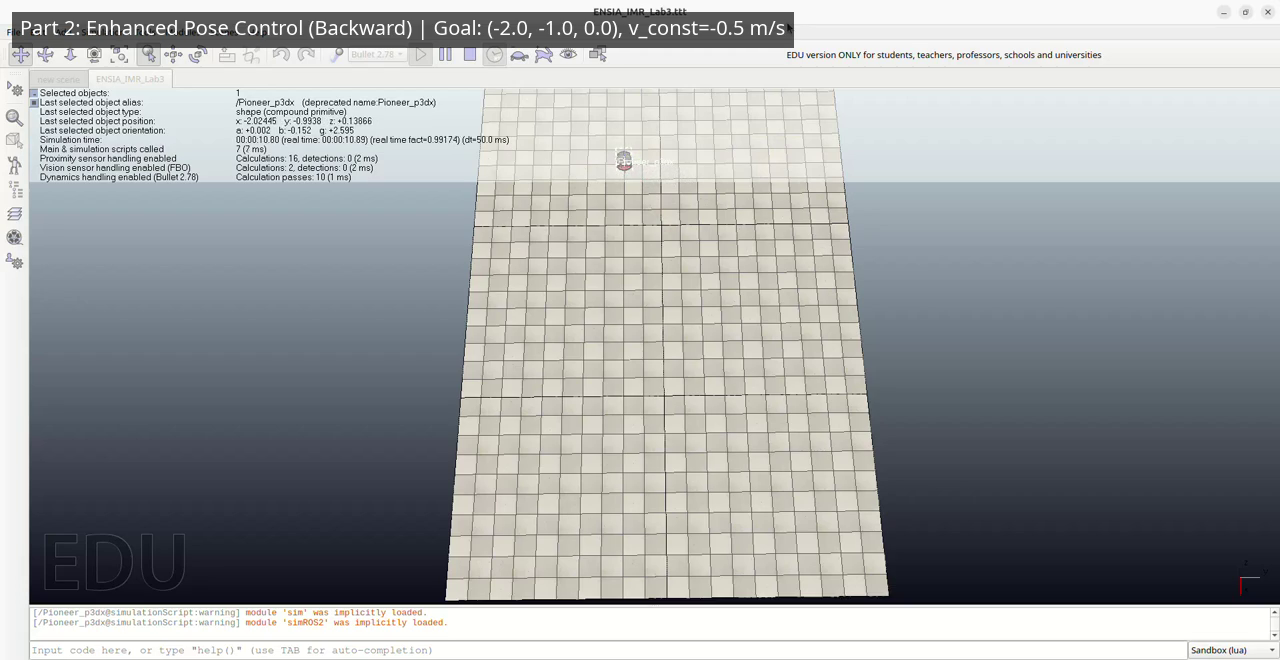 ENSIA_IMR_Lab3.ttt
Part 2: Enhanced Pose Control (Backward) | Goal: (-2.0, -1.0, 0.0), v_const=-0.5 m/s
Bullet 2.78
EDU version ONLY for students, teachers, professors, schools and universities
new scene ENSIA_IMR_Lab3
Selected objects: 1
Last selected object alias: /Pioneer_p3dx (deprecated name:Pioneer_p3dx)
Last selected object type: shape (compound primitive)
Last selected object position: x: -2.02445 y: -0.9938 z: +0.13866
Last selected object orientation: a: +0.002 b: -0.152 g: +2.595
Simulation time: 00:00:10.80 (real time: 00:00:10.89) (real time fact=0.99174) (dt=50.0 ms)
Main & simulation scripts called 7 (7 ms)
Proximity sensor handling enabled Calculations: 16, detections: 0 (2 ms)
Vision sensor handling enabled (FBO) Calculations: 2, detections: 0 (2 ms)
Dynamics handling enabled (Bullet 2.78) Calculation passes: 10 (1 ms)
EDU
[/Pioneer_p3dx@simulationScript:warning] module 'sim' was implicitly loaded.
[/Pioneer_p3dx@simulationScript:warning] module 'simROS2' was implicitly loaded.
Input code here, or type "help()" (use TAB for auto-completion)
Sandbox (lua)